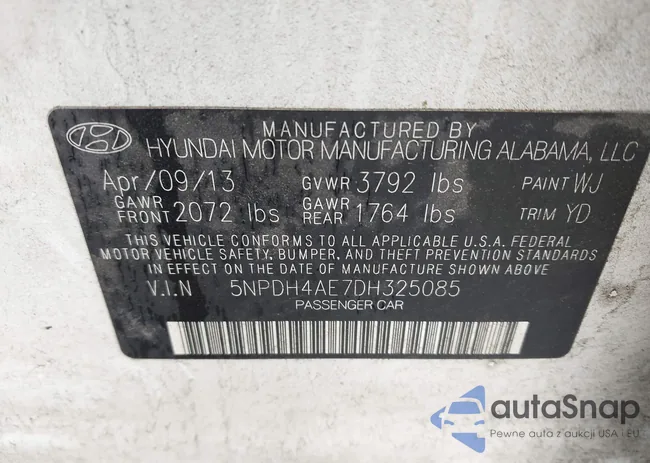 MANUFACTURED BY
HYUNDAI MOTOR MANUFACTURING ALABAMA, LLC
Apr/09/13 GVWR 3792 lbs PAINT WJ
GAWR FRONT 2072 lbs GAWR REAR 1764 lbs TRIM YD
THIS VEHICLE CONFORMS TO ALL APPLICABLE U.S.A. FEDERAL
MOTOR VEHICLE SAFETY, BUMPER, AND THEFT PREVENTION STANDARDS
IN EFFECT ON THE DATE OF MANUFACTURE SHOWN ABOVE
V.I.N 5NPDH4AE7DH325085
PASSENGER CAR
autaSnap
Pewne auta z aukcji USA i EU